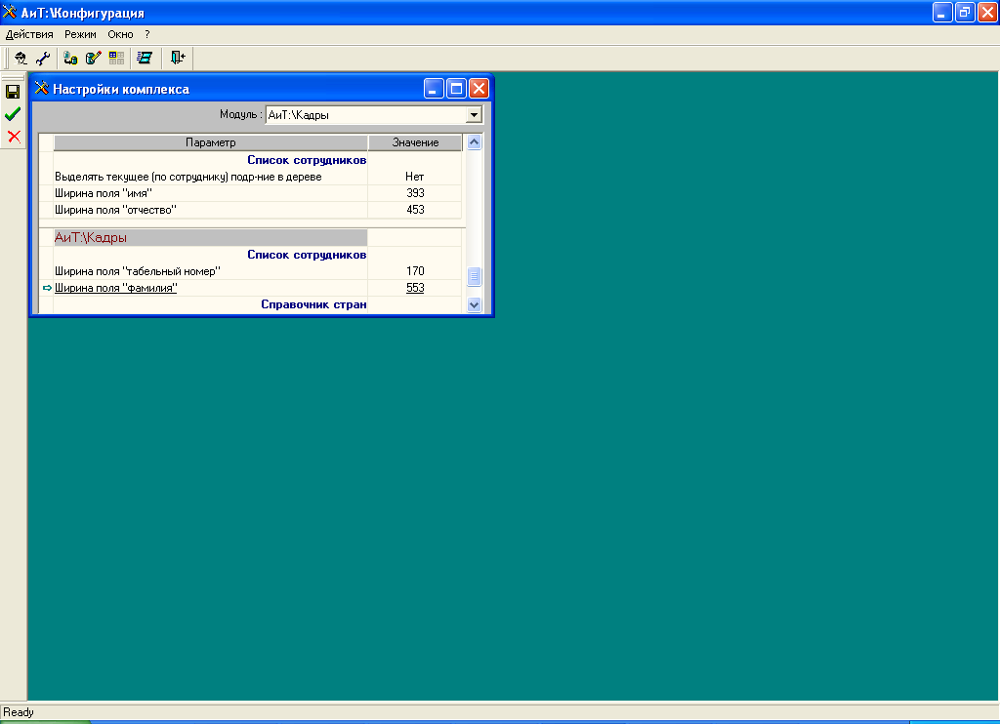 АиТ:\Конфигурация
Действия Режим Окно ?
Настройки комплекса
Модуль : АиТ:\Кадры
Параметр Значение
Список сотрудников
Выделять текущее (по сотруднику) подр-ние в дереве Нет
Ширина поля "имя" 393
Ширина поля "отчество" 453
АиТ:\Кадры
Список сотрудников
Ширина поля "табельный номер" 170
Ширина поля "фамилия" 553
Справочник стран
Ready